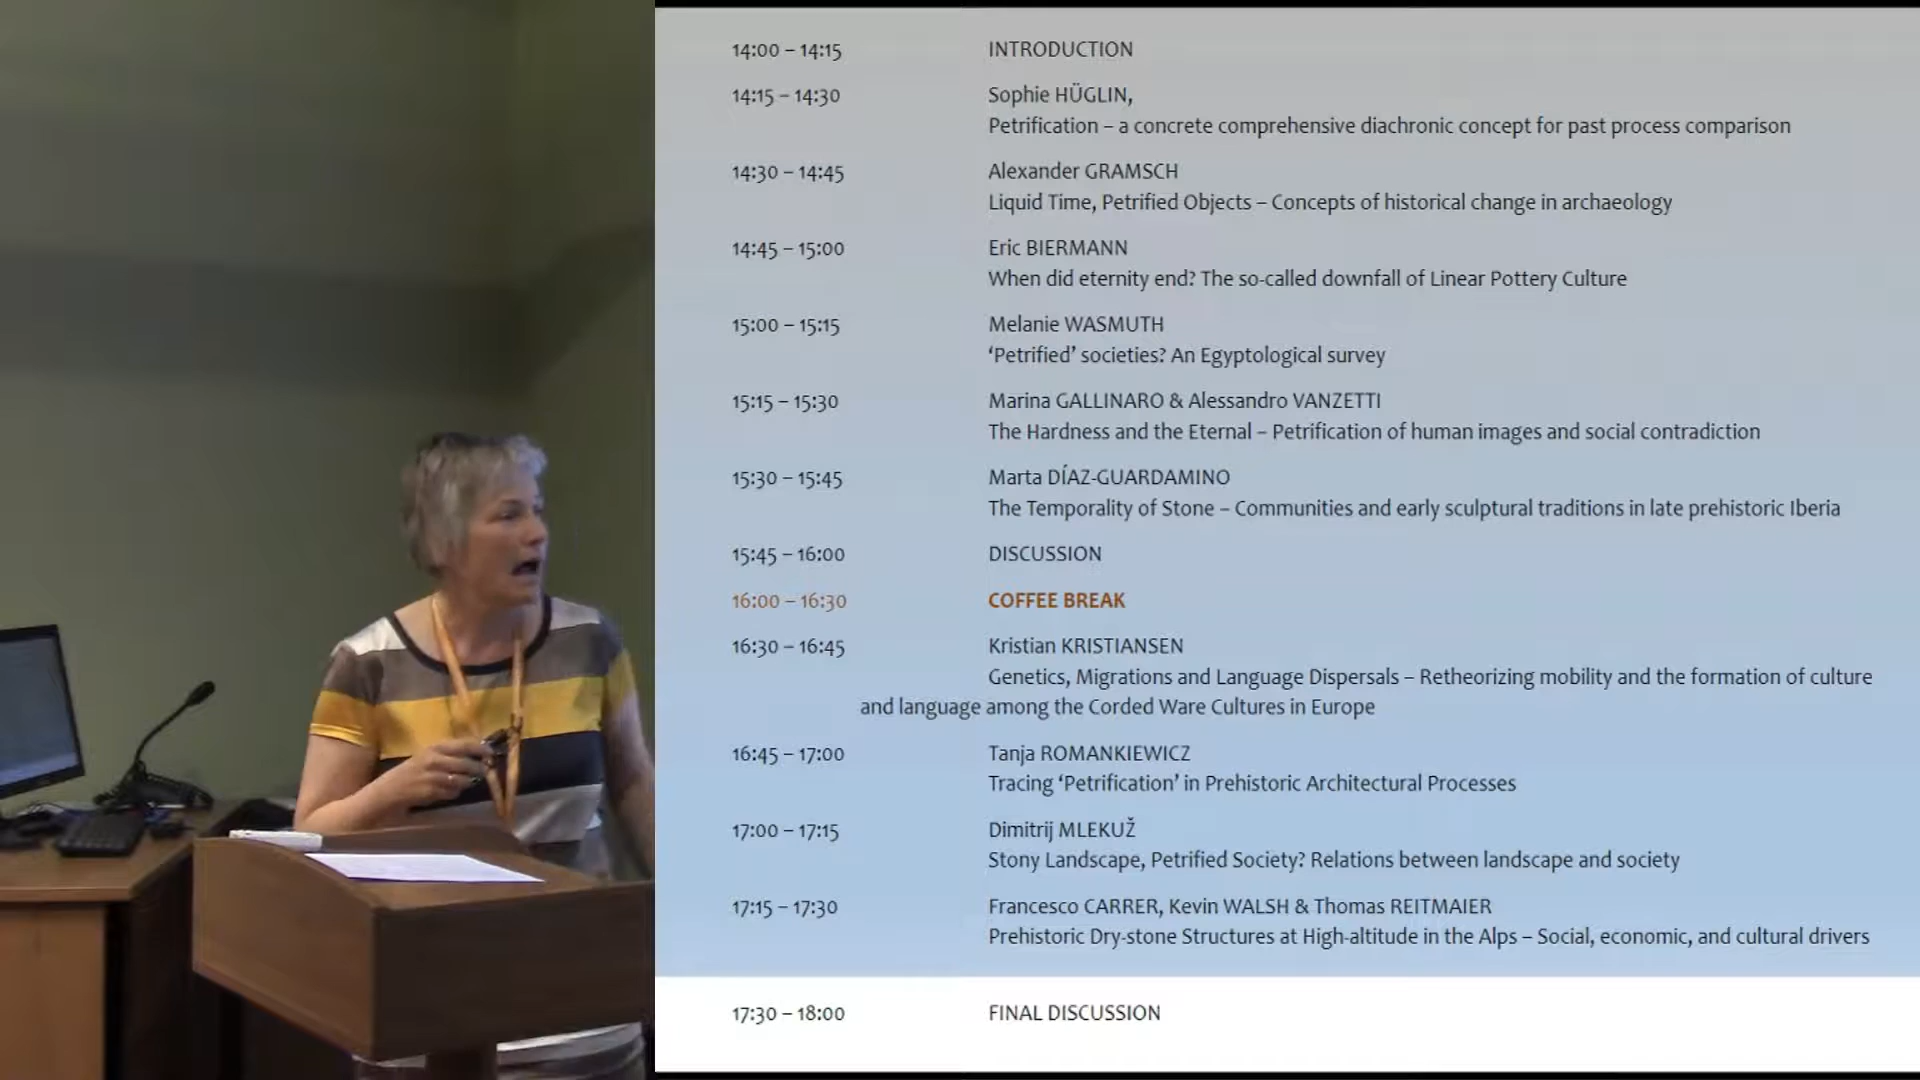 14:00 – 14:15 INTRODUCTION
14:15 – 14:30 Sophie HÜGLIN,
Petrification – a concrete comprehensive diachronic concept for past process comparison
14:30 – 14:45 Alexander GRAMSCH
Liquid Time, Petrified Objects – Concepts of historical change in archaeology
14:45 – 15:00 Eric BIERMANN
When did eternity end? The so-called downfall of Linear Pottery Culture
15:00 – 15:15 Melanie WASMUTH
‘Petrified’ societies? An Egyptological survey
15:15 – 15:30 Marina GALLINARO & Alessandro VANZETTI
The Hardness and the Eternal – Petrification of human images and social contradiction
15:30 – 15:45 Marta DÍAZ-GUARDAMINO
The Temporality of Stone – Communities and early sculptural traditions in late prehistoric Iberia
15:45 – 16:00 DISCUSSION
16:00 – 16:30 COFFEE BREAK
16:30 – 16:45 Kristian KRISTIANSEN
Genetics, Migrations and Language Dispersals – Retheorizing mobility and the formation of culture
and language among the Corded Ware Cultures in Europe
16:45 – 17:00 Tanja ROMANKIEWICZ
Tracing ‘Petrification’ in Prehistoric Architectural Processes
17:00 – 17:15 Dimitrij MLEKUŽ
Stony Landscape, Petrified Society? Relations between landscape and society
17:15 – 17:30 Francesco CARRER, Kevin WALSH & Thomas REITMAIER
Prehistoric Dry-stone Structures at High-altitude in the Alps – Social, economic, and cultural drivers
17:30 – 18:00 FINAL DISCUSSION